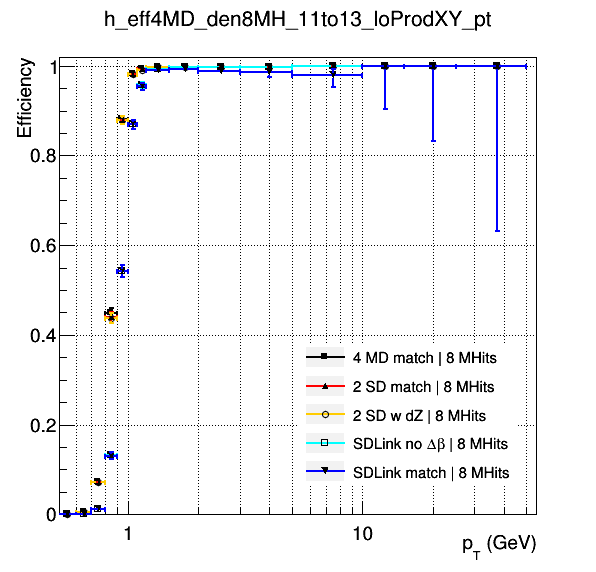 h_eff4MD_den8MH_11to13_loProdXY_pt
Efficiency
1
0.8
0.6
0.4
0.2
0
4 MD match | 8 MHits
2 SD match | 8 MHits
2 SD w dZ | 8 MHits
SDLink no Δβ | 8 MHits
SDLink match | 8 MHits
1
10
p_T (GeV)